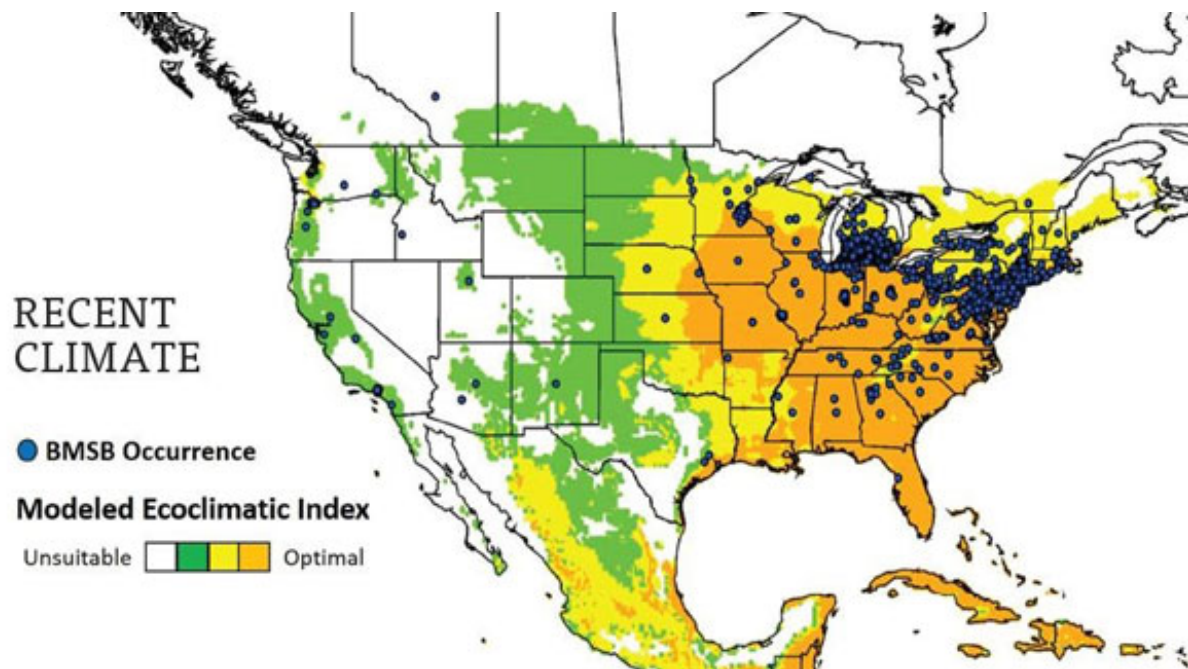 RECENT
CLIMATE
BMSB Occurrence
Modeled Ecoclimatic Index
Unsuitable Optimal